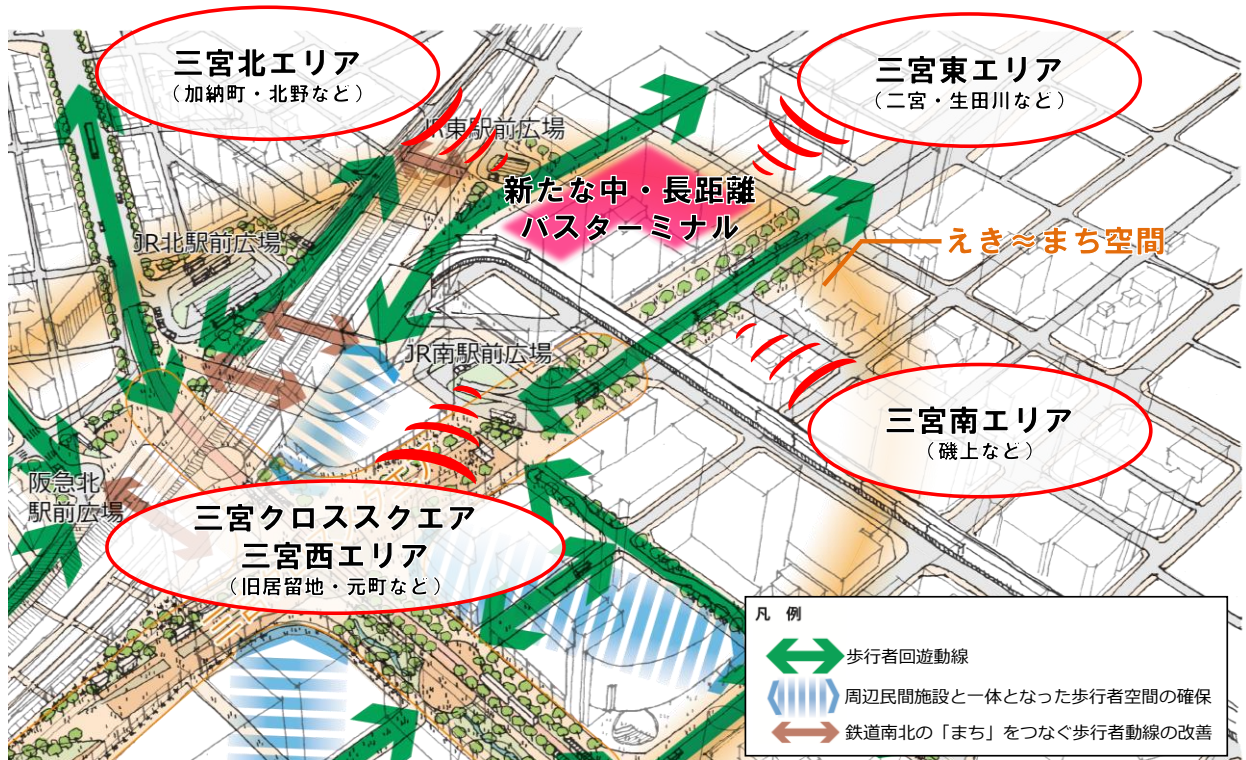 三宮北エリア
（加納町・北野など）
三宮東エリア
（二宮・生田川など）
JR東駅前広場
新たな中・長距離
バスターミナル
JR北駅前広場
えき≈まち空間
JR南駅前広場
三宮南エリア
（磯上など）
阪急北
駅前広場
三宮クロススクエア
三宮西エリア
（旧居留地・元町など）
凡 例
歩行者回遊動線
周辺民間施設と一体となった歩行者空間の確保
鉄道南北の「まち」をつなぐ歩行者動線の改善